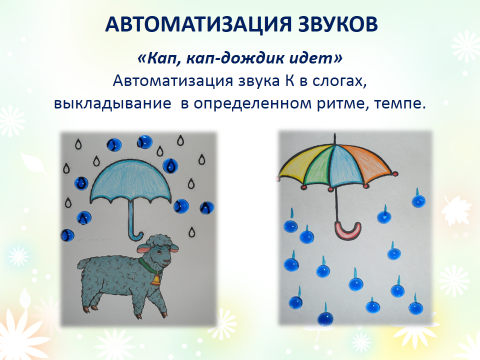 АВТОМАТИЗАЦИЯ ЗВУКОВ
«Кап, кап-дождик идет»
Автоматизация звука К в слогах,
выкладывание в определенном ритме, темпе.